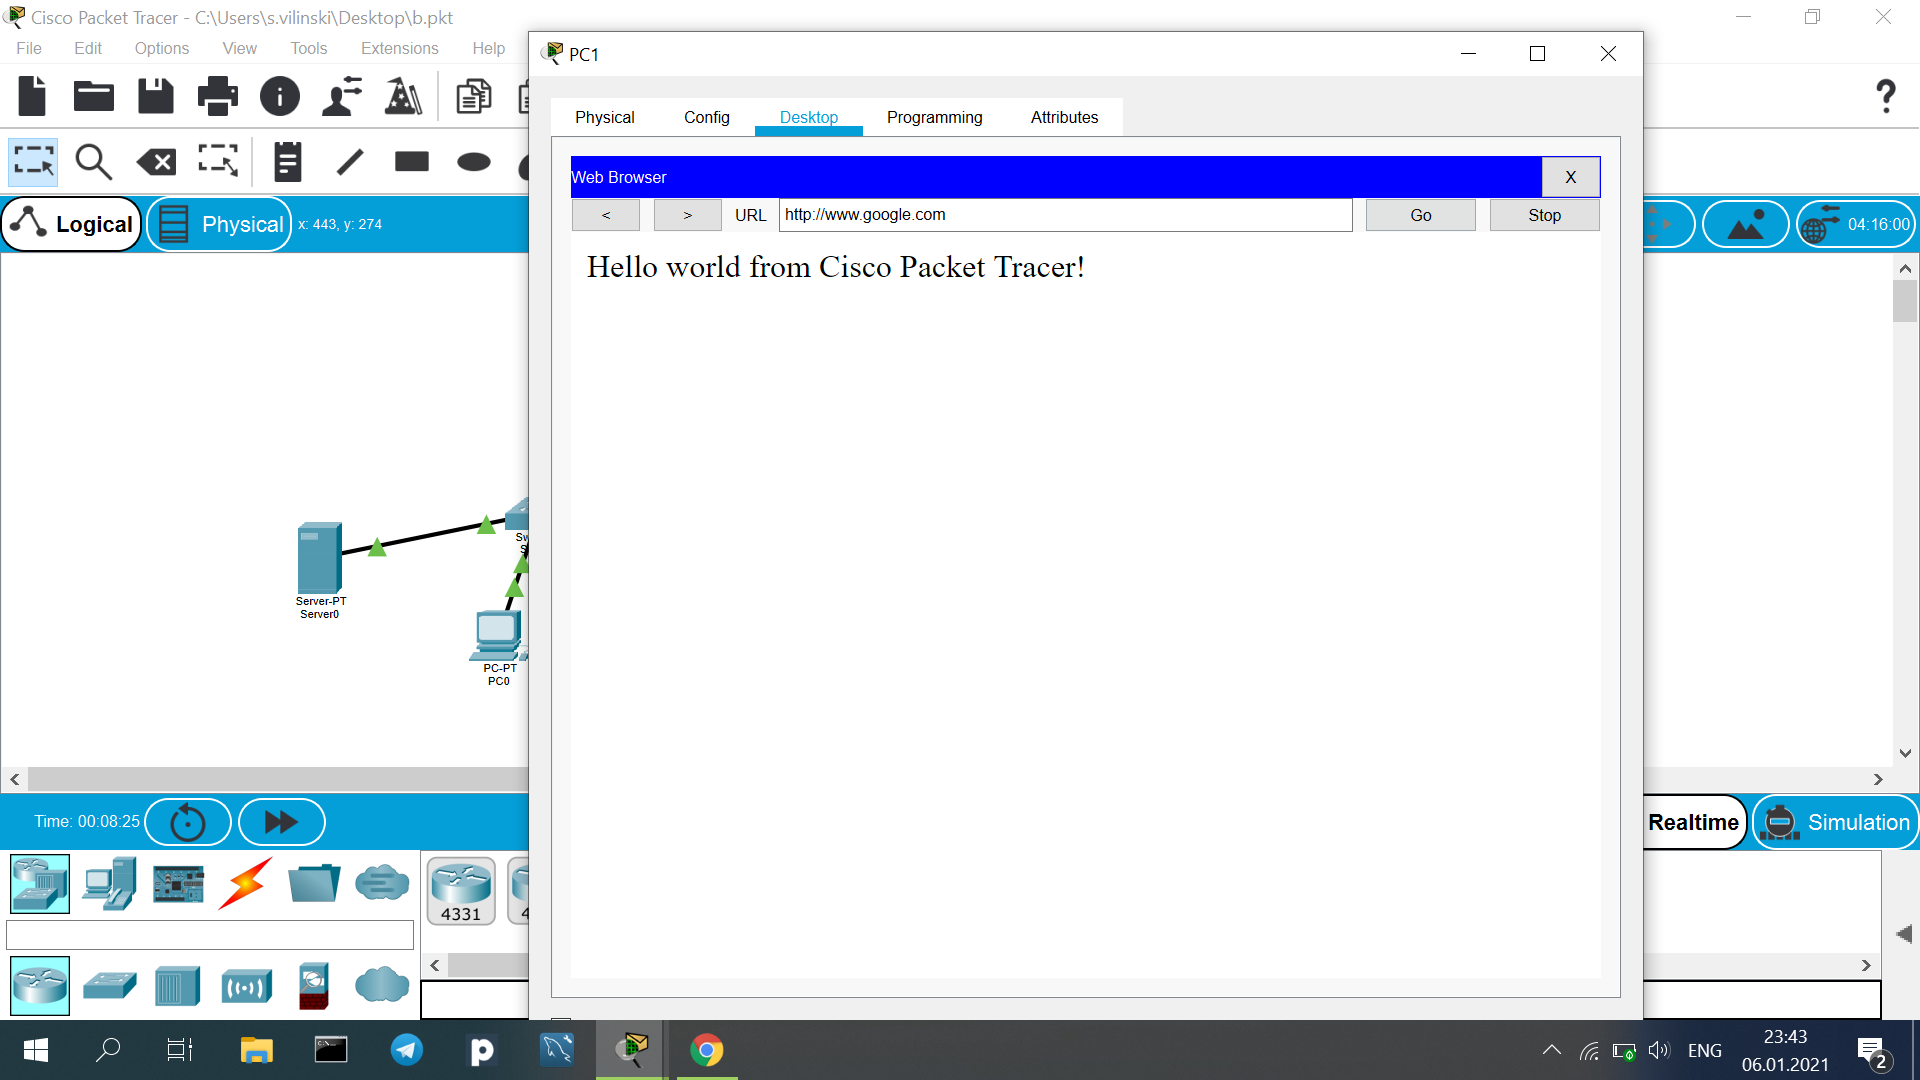 Cisco Packet Tracer - C:\Users\s.vilinski\Desktop\b.pkt
File Edit Options View Tools Extensions Help
PC1
Physical Config Desktop Programming Attributes
Web Browser X
< > URL http://www.google.com Go Stop
Hello world from Cisco Packet Tracer!
Logical Physical x: 443, y: 274
04:16:00
Server-PT
Server0
PC-PT
PC0
Time: 00:08:25
Realtime Simulation
4331
ENG
23:43
06.01.2021
2